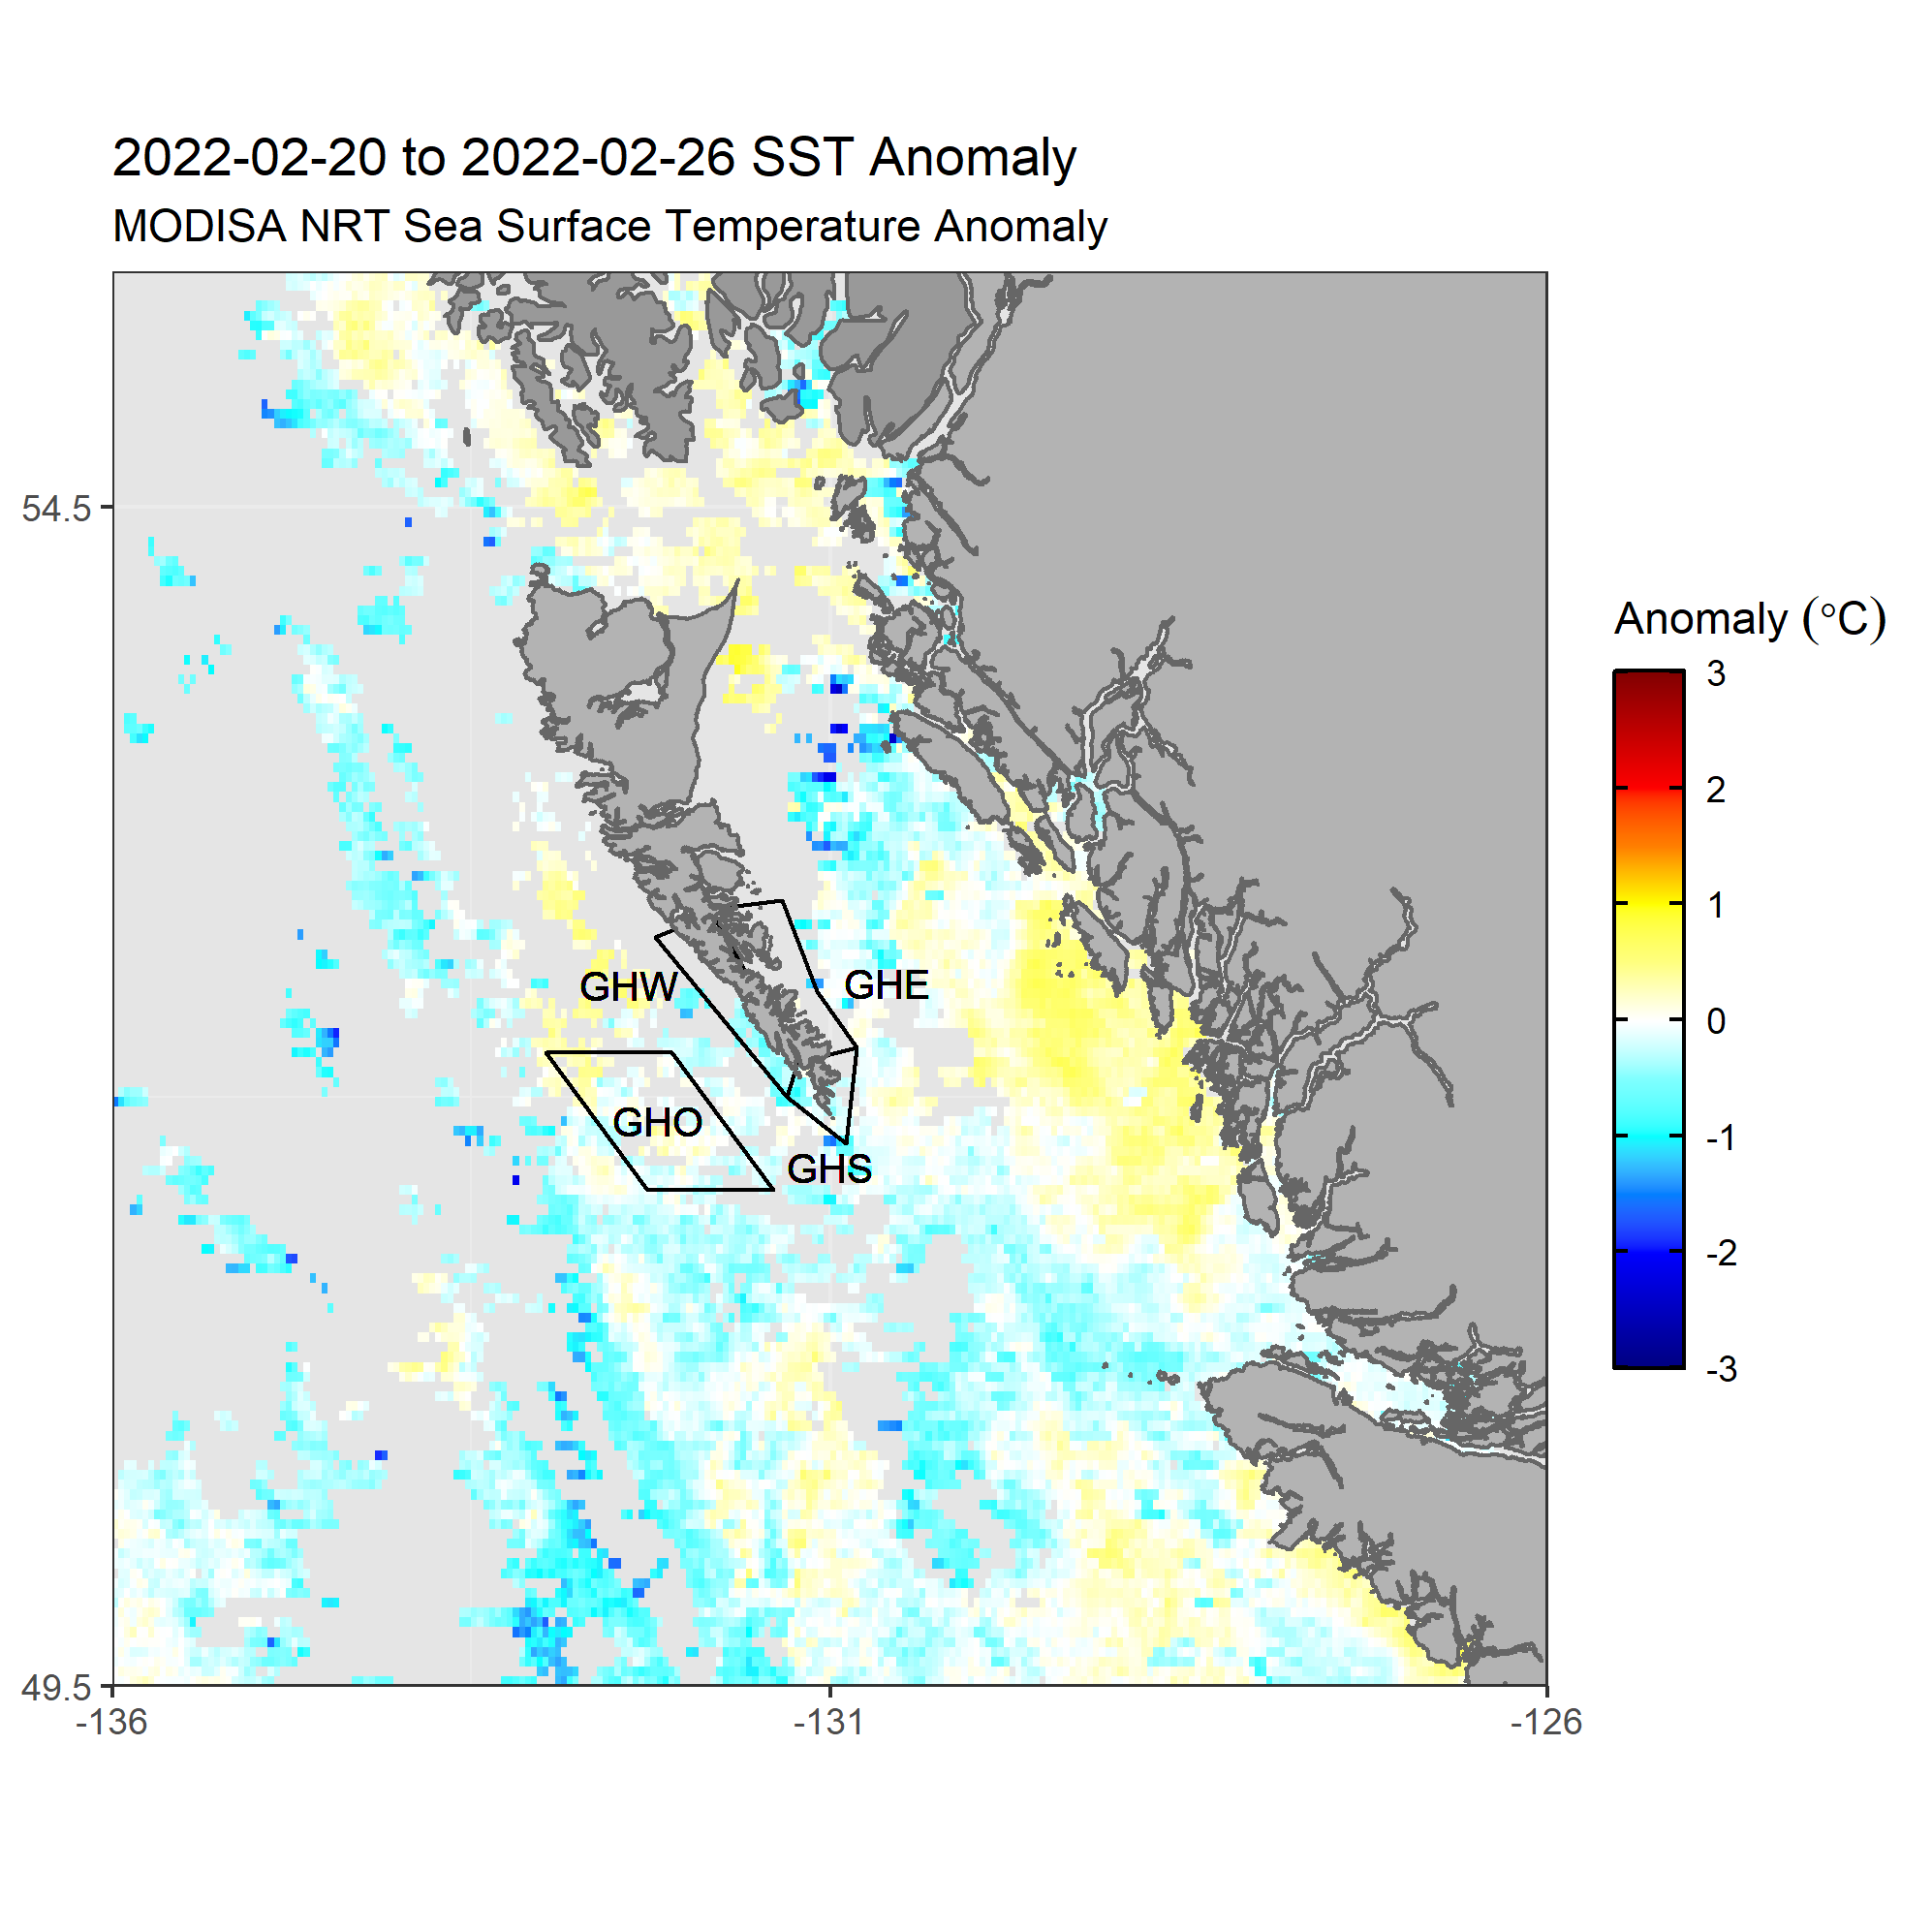 2022-02-20 to 2022-02-26 SST Anomaly
MODISA NRT Sea Surface Temperature Anomaly
54.5
49.5
-136
-131
-126
GHW
GHE
GHO
GHS
Anomaly (°C)
3
2
1
0
-1
-2
-3